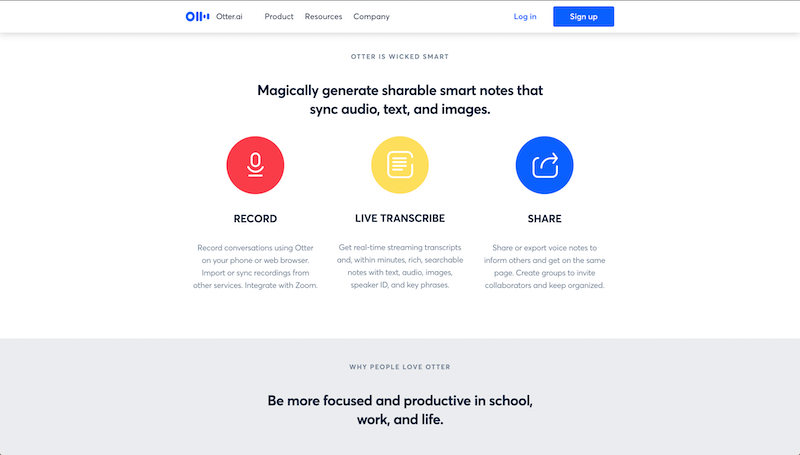 Otter.ai Product Resources Company Log in Sign up
OTTER IS WICKED SMART
Magically generate sharable smart notes that
sync audio, text, and images.
RECORD
Record conversations using Otter
on your phone or web browser.
Import or sync recordings from
other services. Integrate with Zoom.
LIVE TRANSCRIBE
Get real-time streaming transcripts
and, within minutes, rich, searchable
notes with text, audio, images,
speaker ID, and key phrases.
SHARE
Share or export voice notes to
inform others and get on the same
page. Create groups to invite
collaborators and keep organized.
WHY PEOPLE LOVE OTTER
Be more focused and productive in school,
work, and life.